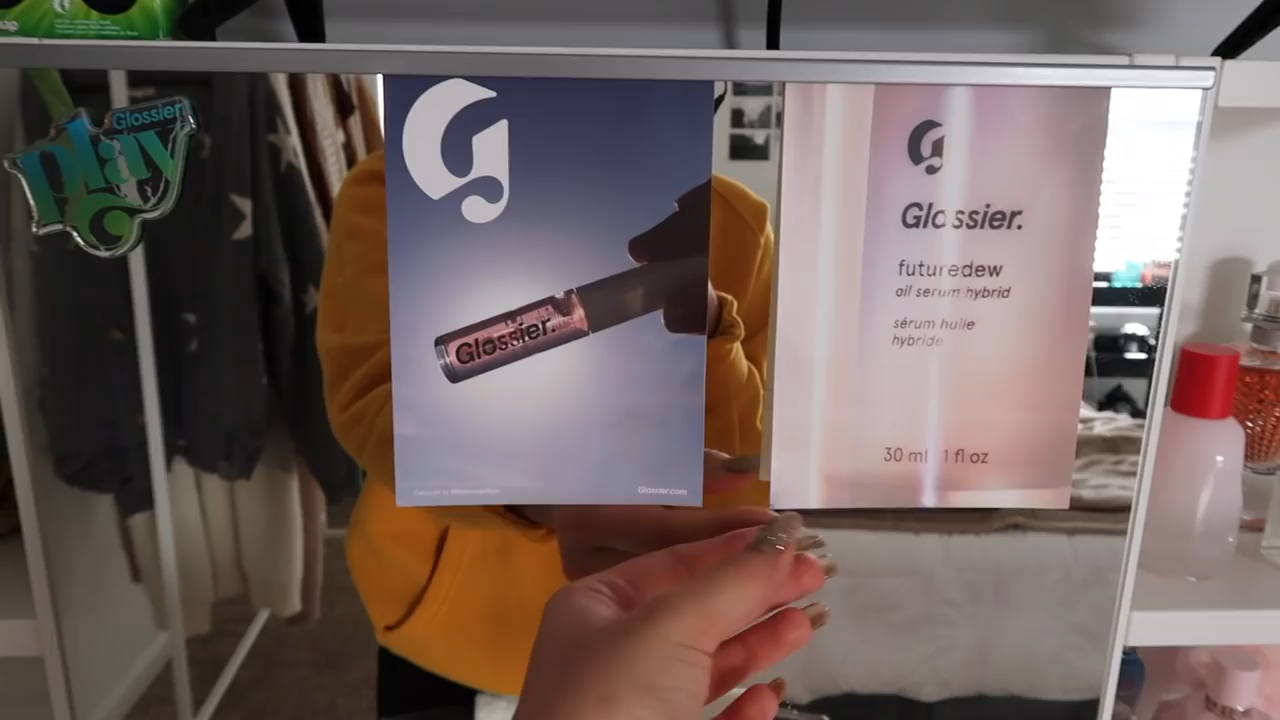 Glossier
play
Glossier.
Glossier.com
Glossier.
futuredew
oil serum hybrid
sérum huile
hybride
30 ml 1 fl oz